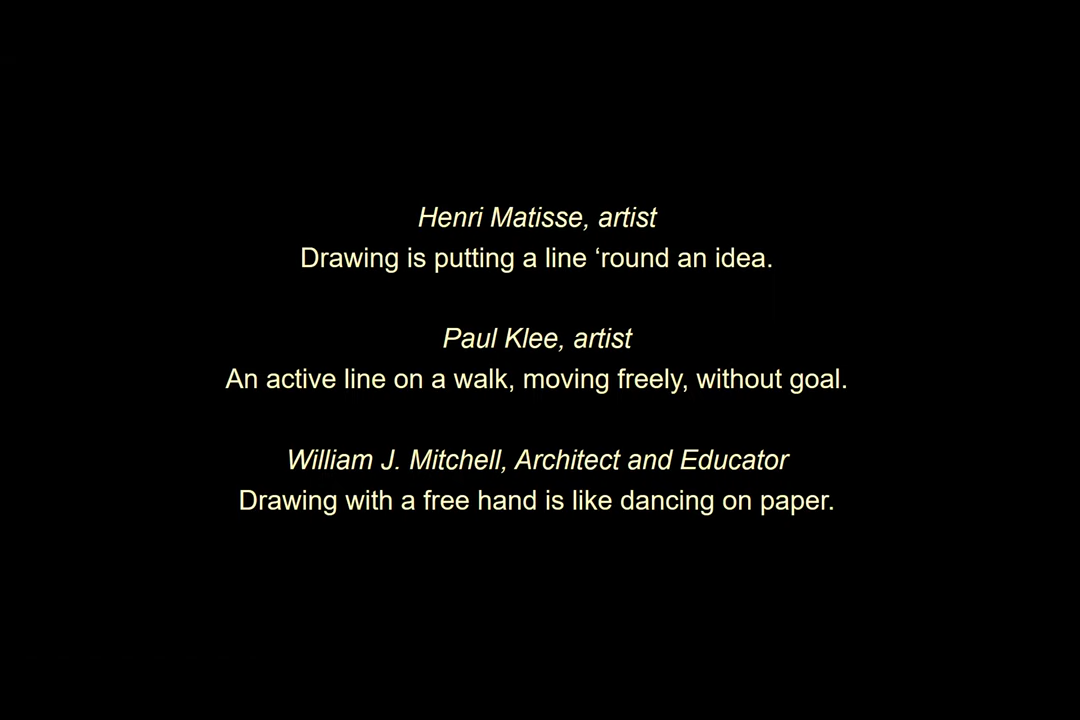 Henri Matisse, artist
Drawing is putting a line ‘round an idea.
Paul Klee, artist
An active line on a walk, moving freely, without goal.
William J. Mitchell, Architect and Educator
Drawing with a free hand is like dancing on paper.